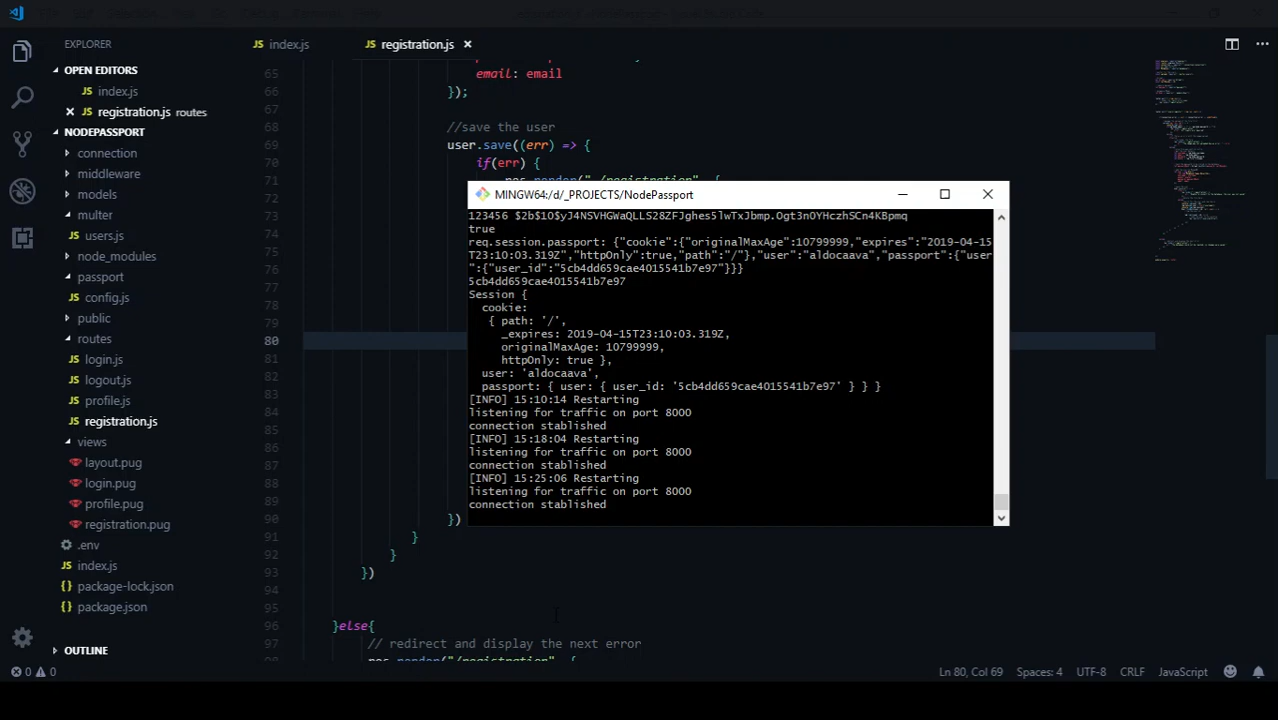 EXPLORER
OPEN EDITORS
index.js
registration.js routes
NODEPASSPORT
connection
middleware
models
multer
users.js
node_modules
passport
config.js
public
routes
login.js
logout.js
profile.js
registration.js
views
layout.pug
login.pug
profile.pug
registration.pug
.env
index.js
package-lock.json
package.json
OUTLINE
index.js
registration.js
65 email: email
66 });
67
68 //save the user
69 user.save((err) => {
70 if(err) {
71
72
73
74
75
76
77
78
79
80
81
82
83
84
85
86
87
88
89
90 })
91 }
92 }
93 })
94
95
96 }else{
97 // redirect and display the next error
MINGW64:/d/_PROJECTS/NodePassport
123456 $2b$10$yJ4NSVHGWaQLLS28ZFJghes5lwTxJbmp.Ogt3nOYHczhSCn4KBpmq
true
req.session.passport: {"cookie":{"originalMaxAge":10799999,"expires":"2019-04-15
T23:10:03.319Z","httpOnly":true,"path":"/"},"user":"aldocaava","passport":{"user
":{"user_id":"5cb4dd659cae4015541b7e97"}}}
5cb4dd659cae4015541b7e97
Session {
cookie:
{ path: '/',
_expires: 2019-04-15T23:10:03.319Z,
originalMaxAge: 10799999,
httpOnly: true },
user: 'aldocaava',
passport: { user: { user_id: '5cb4dd659cae4015541b7e97' } } }
[INFO] 15:10:14 Restarting
listening for traffic on port 8000
connection stablished
[INFO] 15:18:04 Restarting
listening for traffic on port 8000
connection stablished
[INFO] 15:25:06 Restarting
listening for traffic on port 8000
connection stablished
0 0
Ln 80, Col 69 Spaces: 4 UTF-8 CRLF JavaScript